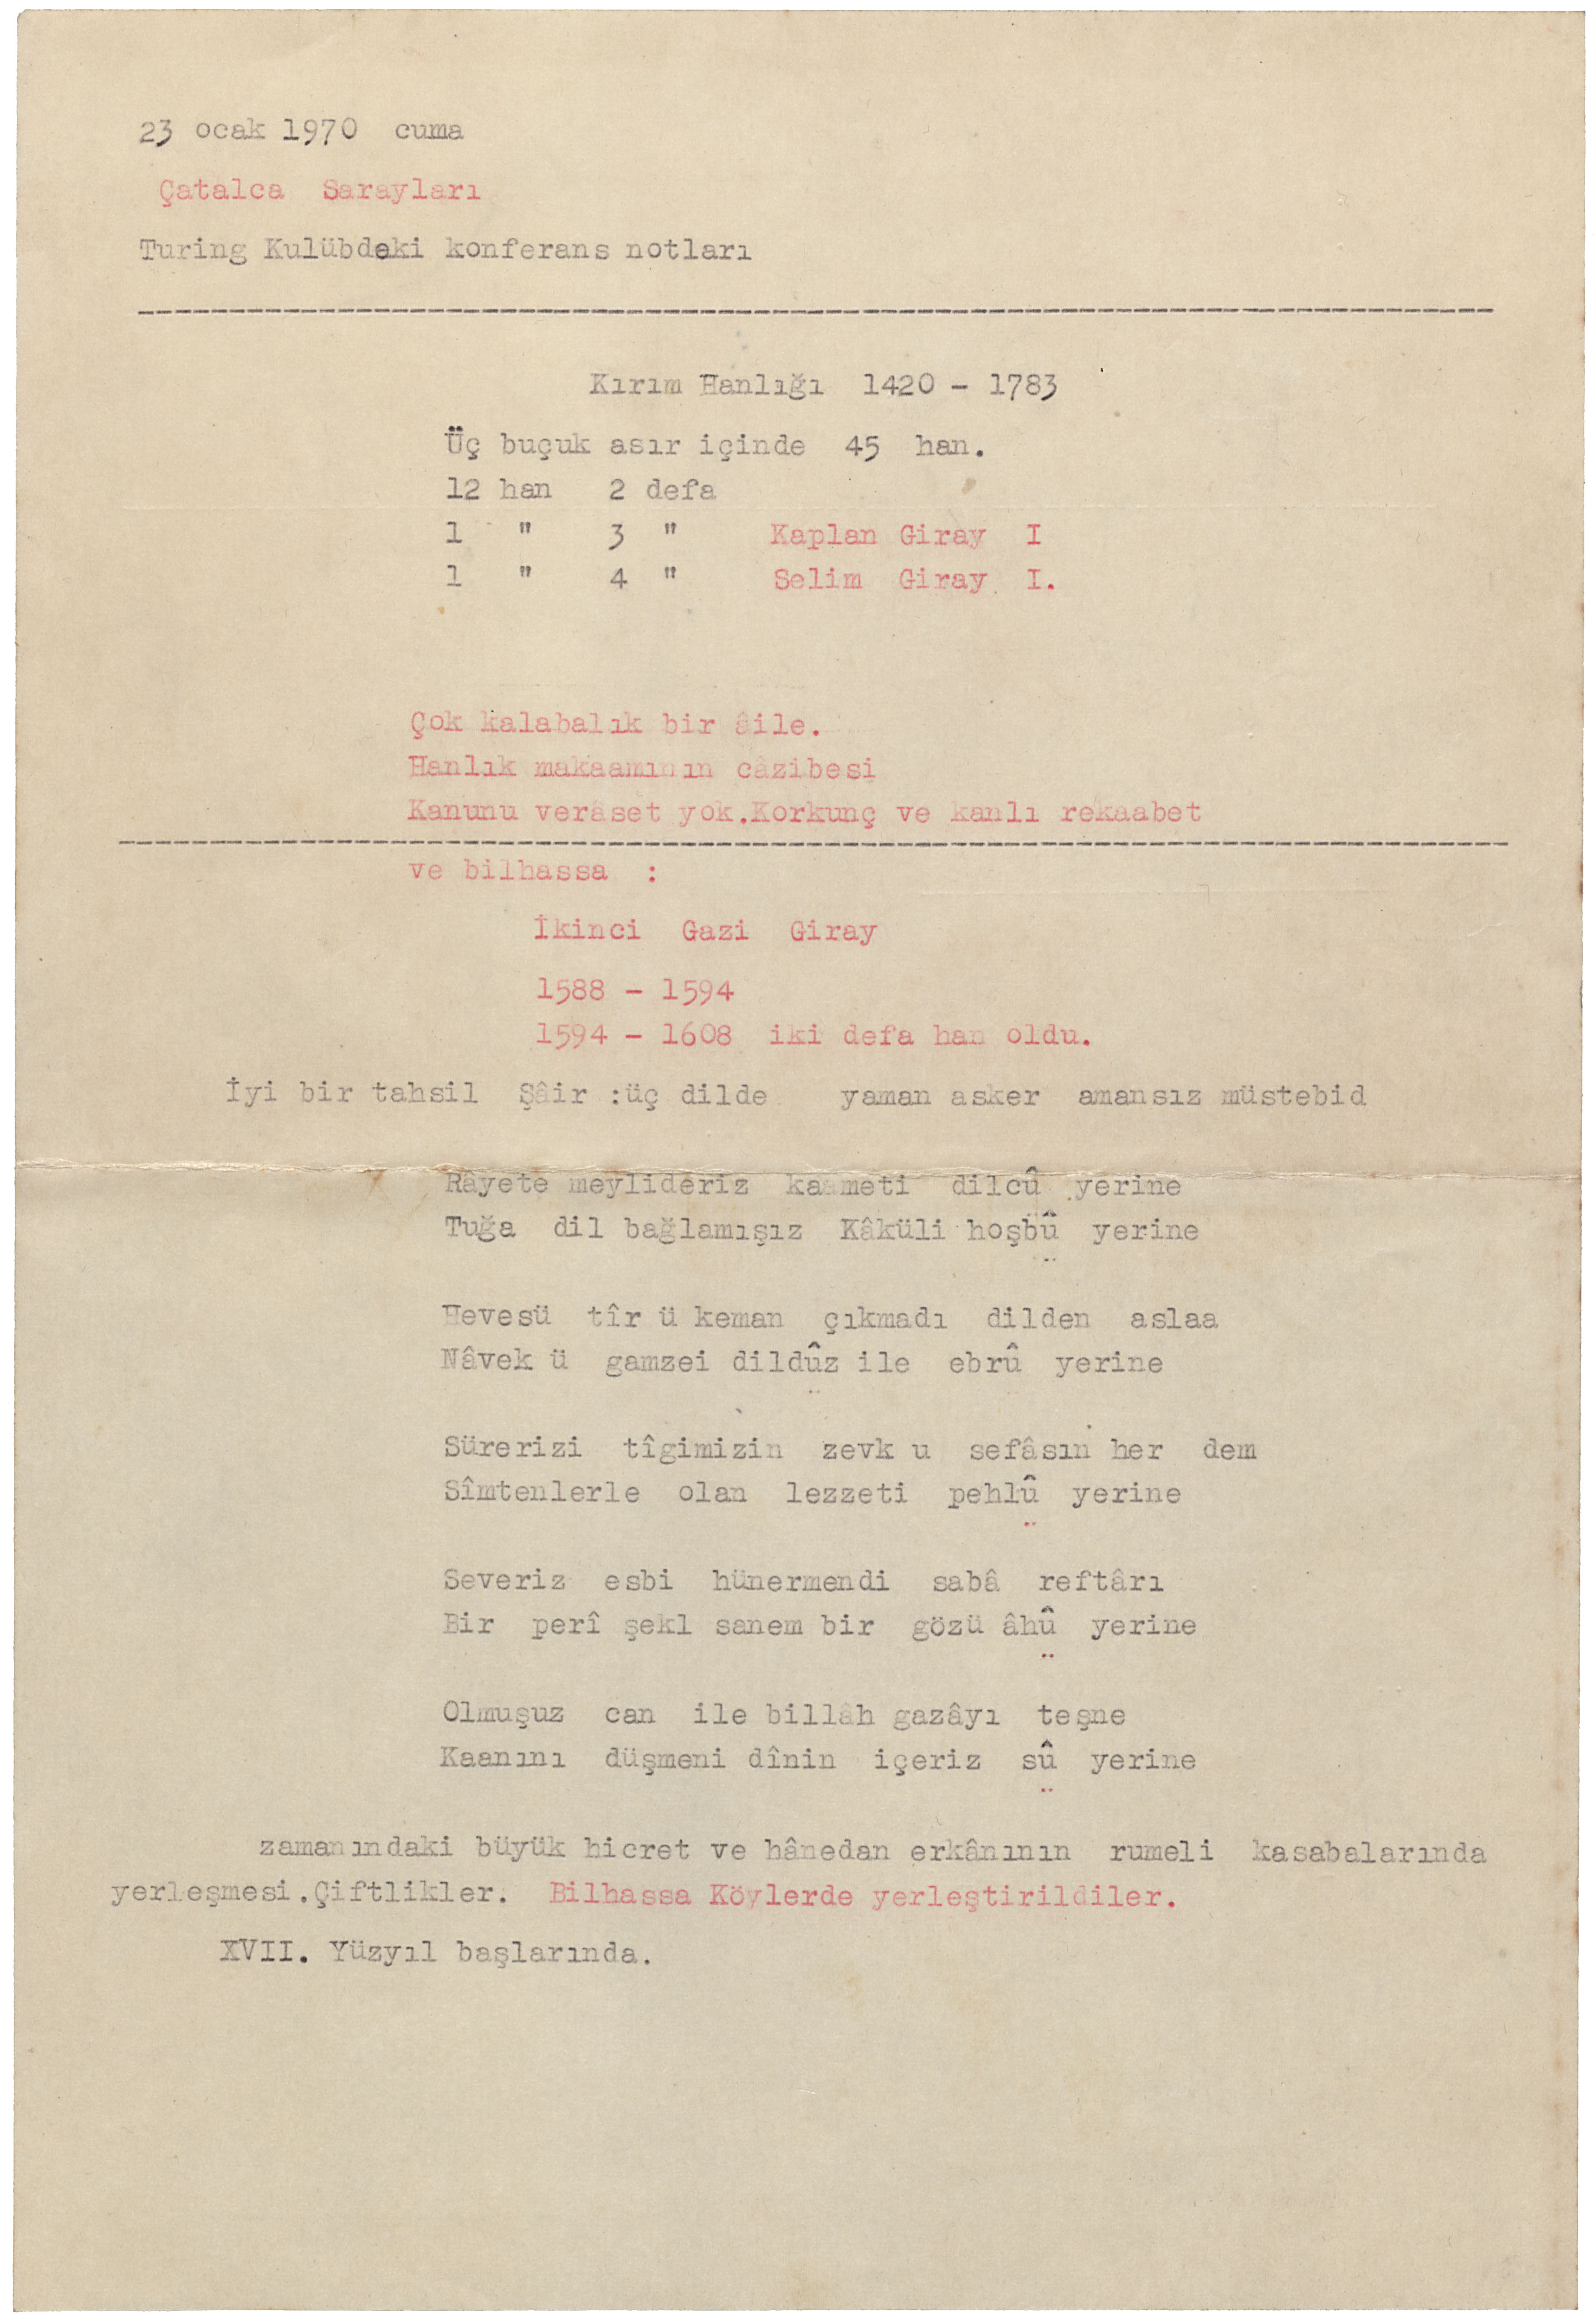 23 ocak 1970 cuma
Çatalca Sarayları
Turing Kulübdeki konferans notları
Kırım Hanlığı 1420 - 1783
Üç buçuk asır içinde 45 han.
12 han 2 defa
1 " 3 " Kaplan Giray I
1 " 4 " Selim Giray I.
Çok kalabalık bir âile.
Hanlık makaamının câzibesi
Kanunu verâset yok.Korkunç ve kanlı rekaabet
ve bilhassa :
İkinci Gazi Giray
1588 - 1594
1594 - 1608 iki defa han oldu.
İyi bir tahsil Şâir :üç dilde yaman asker amansız müstebid
Râyete meylideriz kaameti dilcû yerine
Tuğa dil bağlamışız Kâküli hoşbû yerine
Hevesü tîr ü keman çıkmadı dilden aslaa
Nâvek ü gamzei dildûz ile ebrû yerine
Sürerizi tîgimizin zevk u sefâsın her dem
Sîmtenlerle olan lezzeti pehlû yerine
Severiz esbi hünermendi sabâ reftârı
Bir perî şekl sanem bir gözü âhû yerine
Olmuşuz can ile billâh gazâyı teşne
Kaanını düşmeni dînin içeriz sû yerine
zamanındaki büyük hicret ve hânedan erkânının rumeli kasabalarında
yerleşmesi.Çiftlikler. Bilhassa Köylerde yerleştirildiler.
XVII. Yüzyıl başlarında.